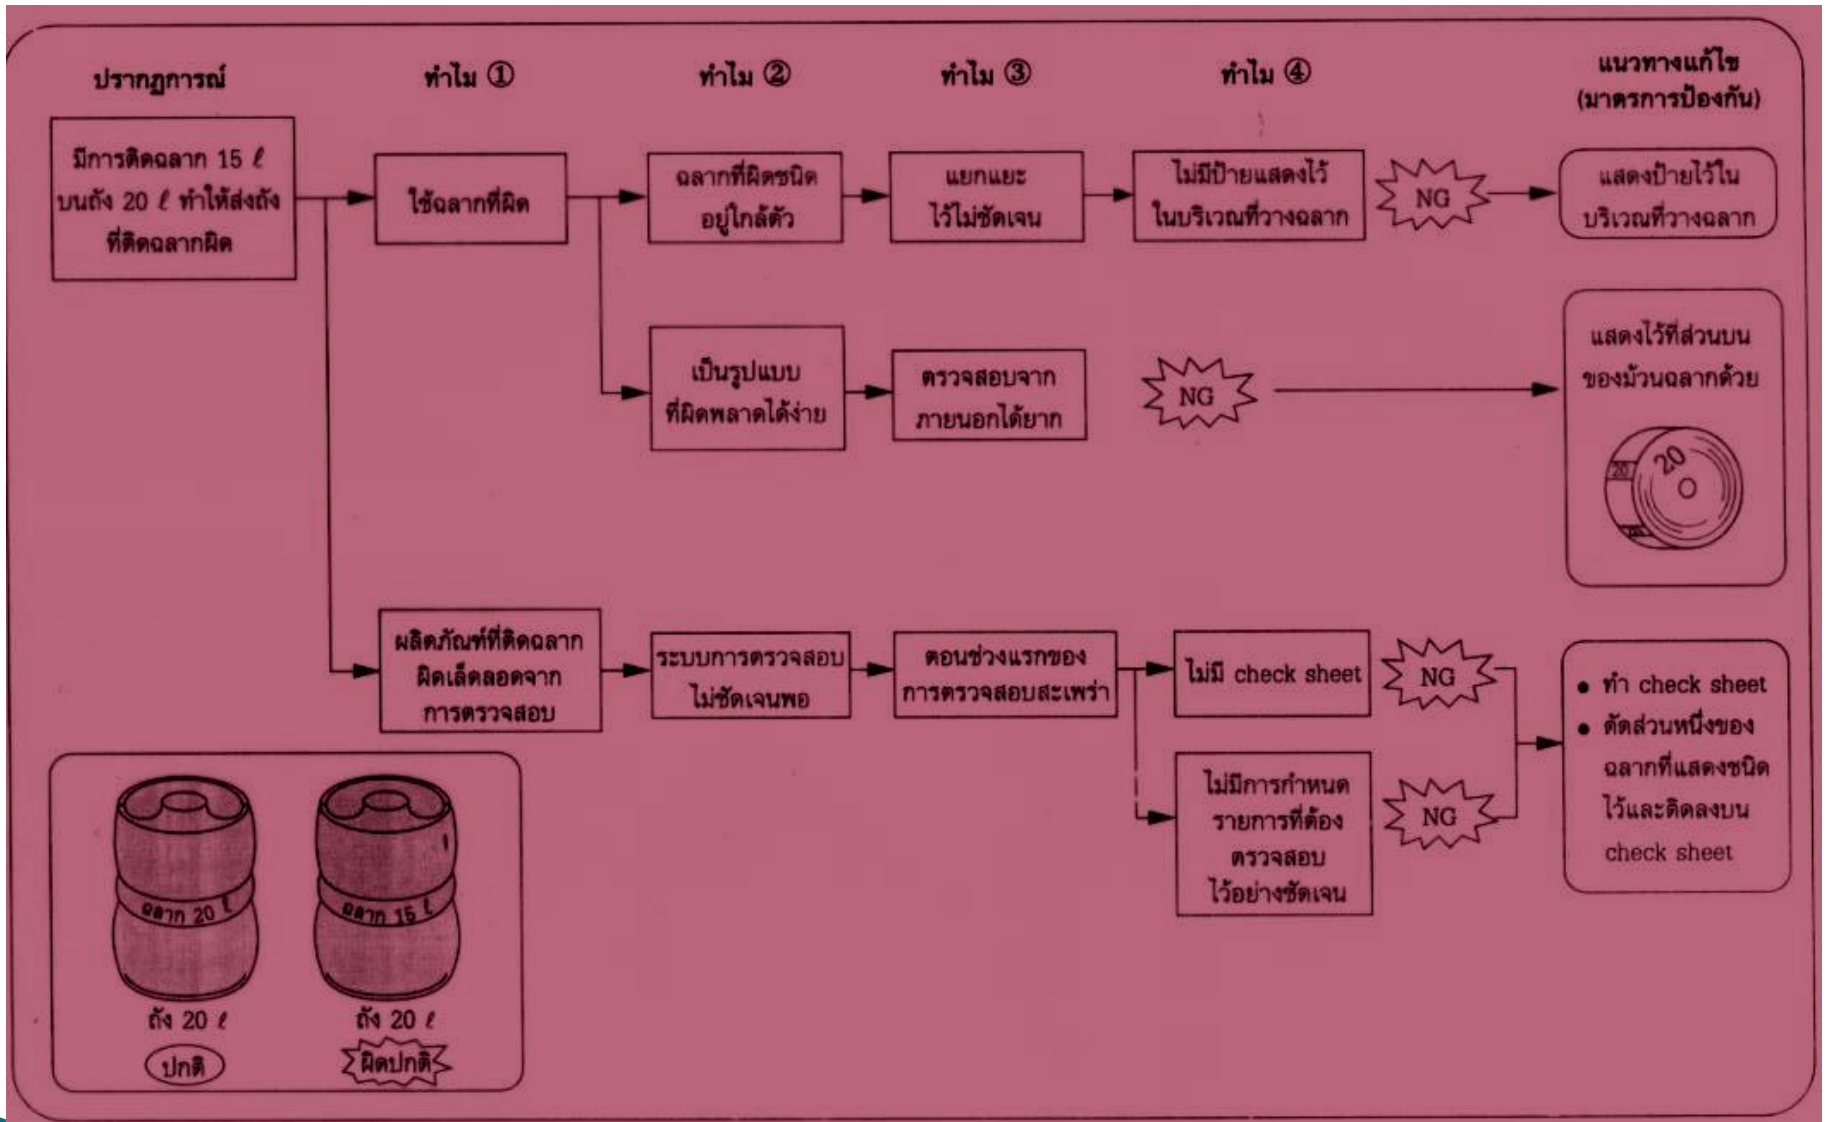 ปรากฏการณ์
ทำไม ①
ทำไม ②
ทำไม ③
ทำไม ④
แนวทางแก้ไข
(มาตรการป้องกัน)
มีการติดฉลาก 15 ℓ
บนถัง 20 ℓ ทำให้ส่งถัง
ที่ติดฉลากผิด
ใช้ฉลากที่ผิด
ฉลากที่ผิดชนิด
อยู่ใกล้ตัว
แยกแยะ
ไว้ไม่ชัดเจน
ไม่มีป้ายแสดงไว้
ในบริเวณที่วางฉลาก
NG
แสดงป้ายไว้ใน
บริเวณที่วางฉลาก
เป็นรูปแบบ
ที่ผิดพลาดได้ง่าย
ตรวจสอบจาก
ภายนอกได้ยาก
NG
แสดงไว้ที่ส่วนบน
ของม้วนฉลากด้วย
20
20
ผลิตภัณฑ์ที่ติดฉลาก
ผิดเล็ดลอดจาก
การตรวจสอบ
ระบบการตรวจสอบ
ไม่ชัดเจนพอ
ตอนช่วงแรกของ
การตรวจสอบสะเพร่า
ไม่มี check sheet
NG
ไม่มีการกำหนด
รายการที่ต้อง
ตรวจสอบ
ไว้อย่างชัดเจน
NG
● ทำ check sheet
● ตัดส่วนหนึ่งของ
ฉลากที่แสดงชนิด
ไว้และติดลงบน
check sheet
ฉลาก 20 ℓ
ฉลาก 15 ℓ
ถัง 20 ℓ
ถัง 20 ℓ
ปกติ
ผิดปกติ